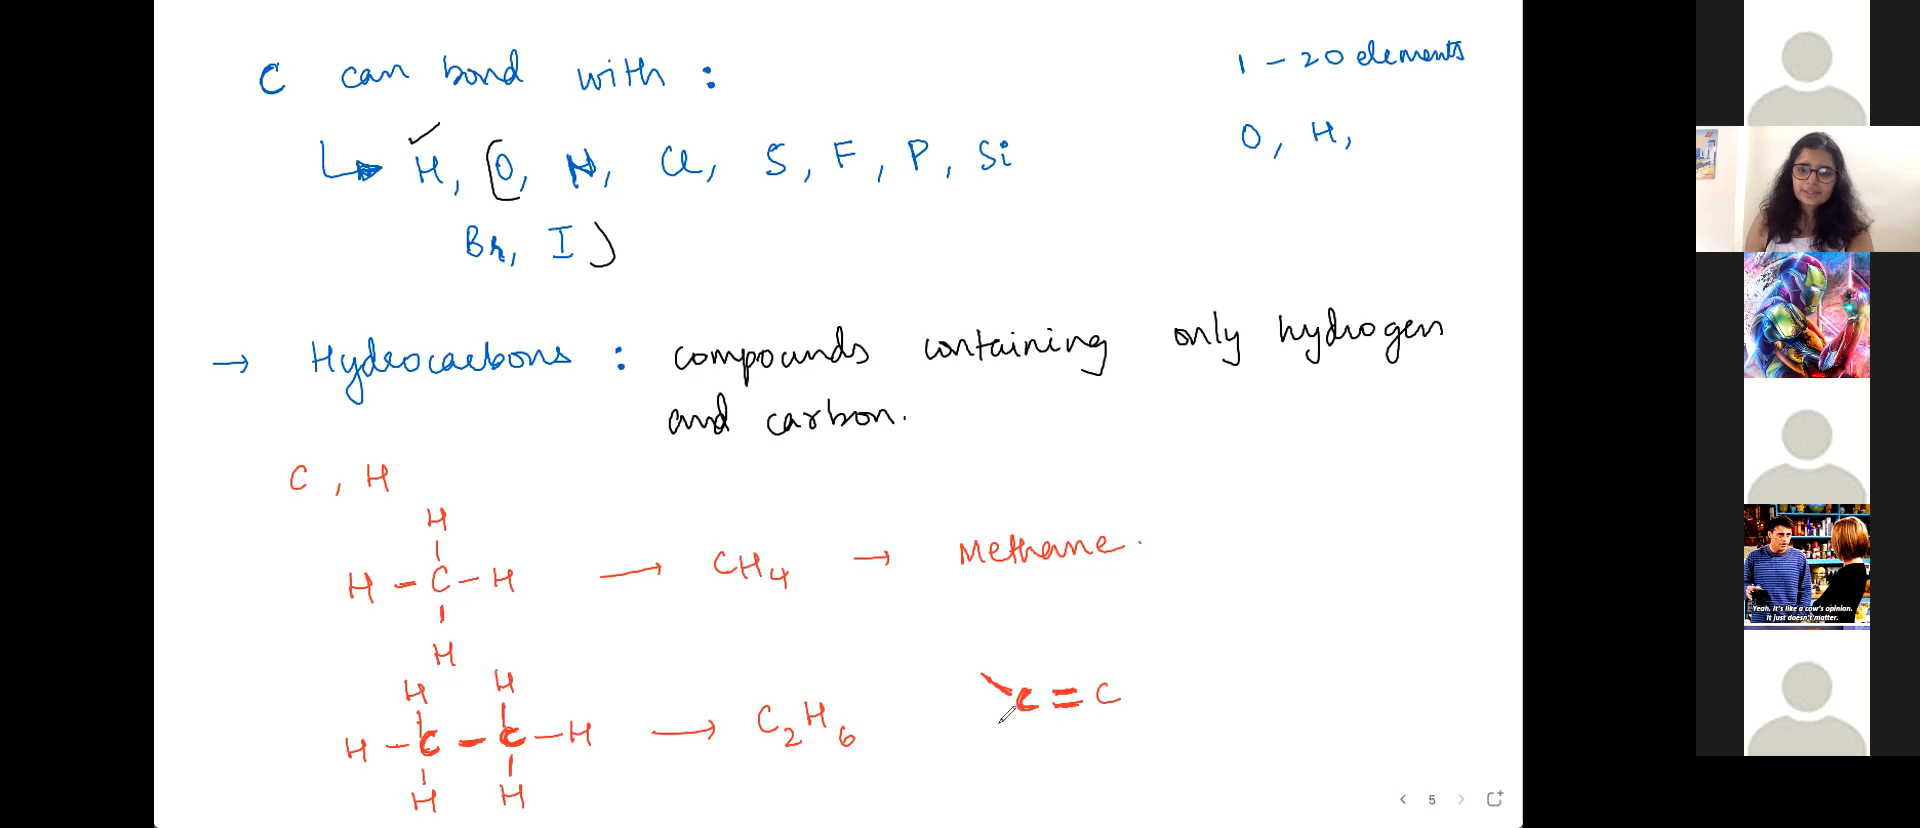 C can bond with :
1 - 20 elements
O, H,
↳ H, (O, N, Cl, S, F, P, Si
Br, I)
→ Hydrocarbons : compounds containing only hydrogen
and carbon.
C , H
H
|
H - C - H → CH4 → Methane.
|
H
H H
| |
H - C - C - H → C2H6
C = C
| |
H H
Yeah. It's like a cow's opinion.
It just doesn't matter.
< 5 >